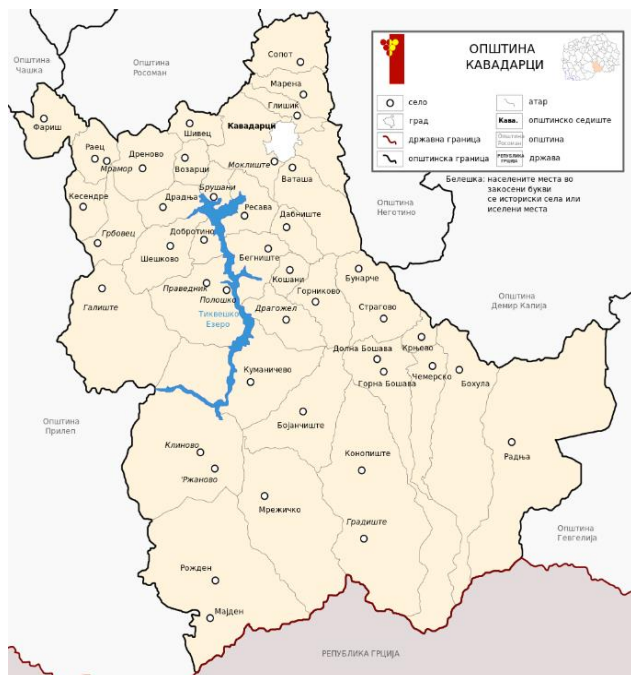 ОПШТИНА
КАВАДАРЦИ
село
град
државна граница
општинска граница
атар
Кава.
општинско седиште
Општина
Росоман
општина
РЕПУБЛИКА
ГРЦИЈА
држава
Белешка: населените места во
закосени букви
се историски села или
иселени места
Општина
Чашка
Општина
Росоман
Општина
Неготино
Општина
Демир Капија
Општина
Прилеп
Општина
Гевгелија
РЕПУБЛИКА ГРЦИЈА
Сопот
Марена
Глишиќ
Фариш
Шивец
Кавадарци
Раец
Мрамор
Дреново
Возарци
Моклиште
Ваташа
Брушани
Кесендре
Драдња
Ресава
Дабниште
Грбовец
Добротино
Шешково
Бегниште
Праведник
Полошко
Кошани
Бунарче
Галиште
Горниково
Тиквешко
Езеро
Драгожел
Страгово
Крњево
Долна Бошава
Горна Бошава
Чемерско
Бохула
Куманичево
Бојанчиште
Клиново
'Ржаново
Конопиште
Радња
Мрежичко
Градиште
Рожден
Мајден